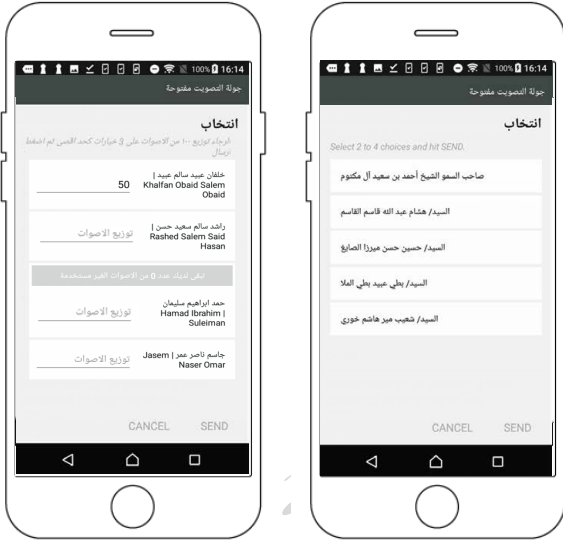 100% 16:14
جولة التصويت مفتوحة
انتخاب
الرجاء توزيع ١٠٠ من الاصوات على 3 خيارات كحد اقصى ثم اضغط
ارسال
خلفان عبيد سالم عبيد |
Khalfan Obaid Salem
Obaid
50
راشد سالم سعيد حسن |
Rashed Salem Said
Hasan
توزيع الاصوات
تبقى لديك عدد 0 من الاصوات الغير مستخدمة
حمد ابراهيم سليمان
| Hamad Ibrahim
Suleiman
توزيع الاصوات
جاسم ناصر عمر | Jasem
Naser Omar
توزيع الاصوات
CANCEL SEND
100% 16:14
جولة التصويت مفتوحة
انتخاب
Select 2 to 4 choices and hit SEND.
صاحب السمو الشيخ أحمد بن سعيد آل مكتوم
السيد/ هشام عبد الله قاسم القاسم
السيد/ حسين حسن ميرزا الصايغ
السيد/ بطي عبيد بطي الملا
السيد/ شعيب مير هاشم خوري
CANCEL SEND